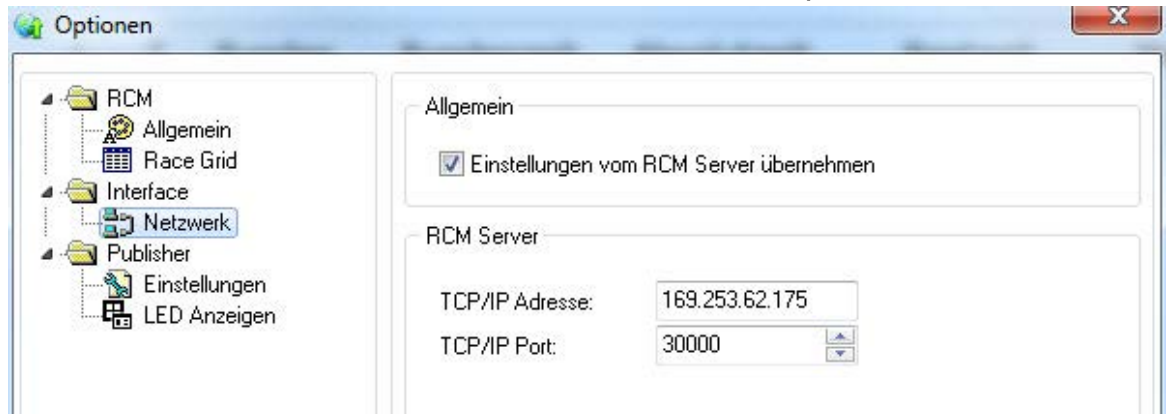 Optionen
RCM
Allgemein
Race Grid
Interface
Netzwerk
Publisher
Einstellungen
LED Anzeigen
Allgemein
Einstellungen vom RCM Server übernehmen
RCM Server
TCP/IP Adresse: 169.253.62.175
TCP/IP Port: 30000